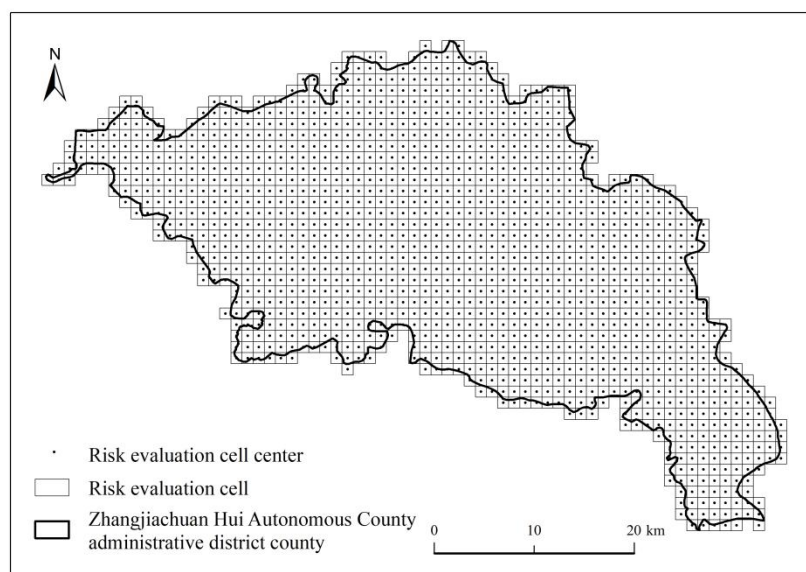 N
Risk evaluation cell center
Risk evaluation cell
Zhangjiachuan Hui Autonomous County
administrative district county
0 10 20 km